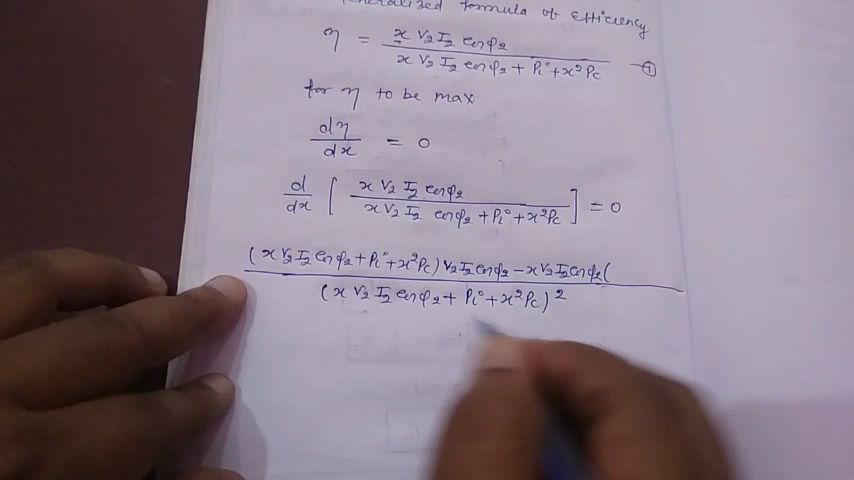 Generalized formula of Efficiency
η = x V₂ I₂ cos φ₂ / x V₂ I₂ cos φ₂ + Pi + x² Pc — ①
for η to be max
dη / dx = 0
d / dx [ x V₂ I₂ cos φ₂ / x V₂ I₂ cos φ₂ + Pi + x² Pc ] = 0
(x V₂ I₂ cos φ₂ + Pi + x² Pc) V₂ I₂ cos φ₂ - x V₂ I₂ cos φ₂ (
(x V₂ I₂ cos φ₂ + Pi + x² Pc)²